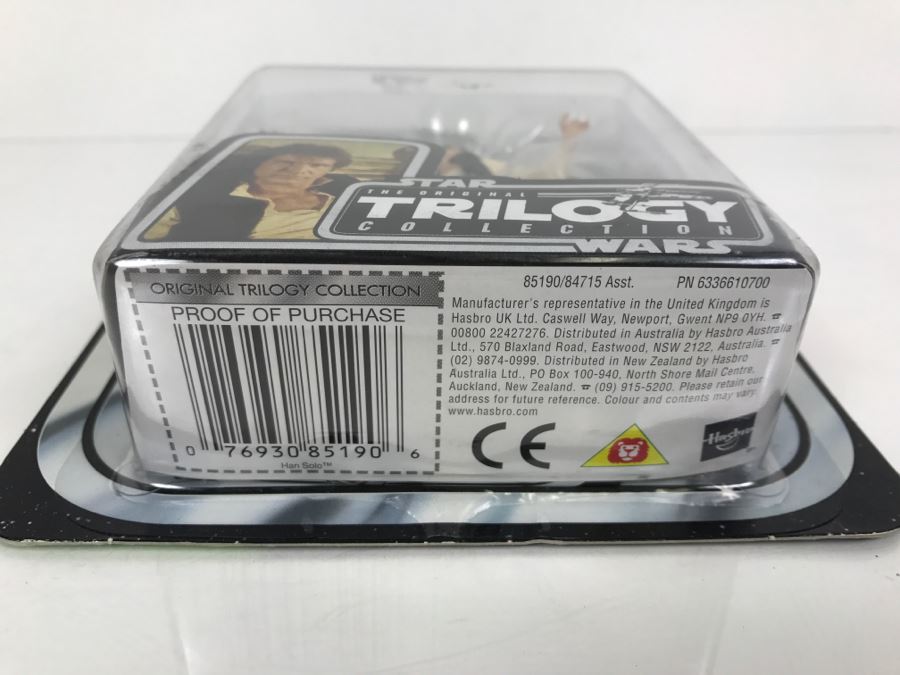 STAR
THE ORIGINAL
TRILOGY
COLLECTION
WARS
ORIGINAL TRILOGY COLLECTION
PROOF OF PURCHASE
0 76930 85190 6
Han Solo™
85190/84715 Asst. PN 6336610700
Manufacturer's representative in the United Kingdom is
Hasbro UK Ltd. Caswell Way, Newport, Gwent NP9 0YH. ☎
00800 22427276. Distributed in Australia by Hasbro Australia
Ltd., 570 Blaxland Road, Eastwood, NSW 2122, Australia. ☎
(02) 9874-0999. Distributed in New Zealand by Hasbro
Australia Ltd., PO Box 100-940, North Shore Mail Centre,
Auckland, New Zealand. ☎ (09) 915-5200. Please retain our
address for future reference. Colour and contents may vary.
www.hasbro.com
CE
Hasbro